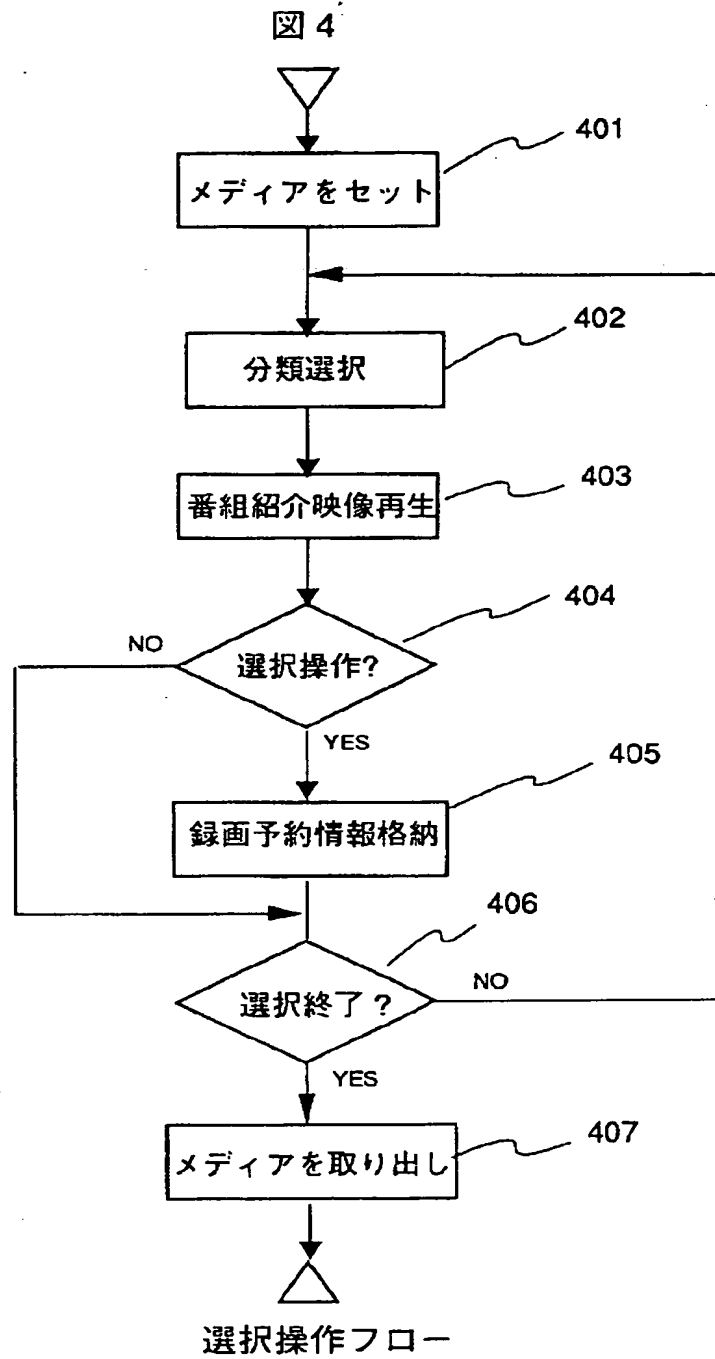 図4
401
メディアをセット
402
分類選択
403
番組紹介映像再生
404
NO
選択操作?
YES
405
録画予約情報格納
406
選択終了?
NO
YES
407
メディアを取り出し
選択操作フロー